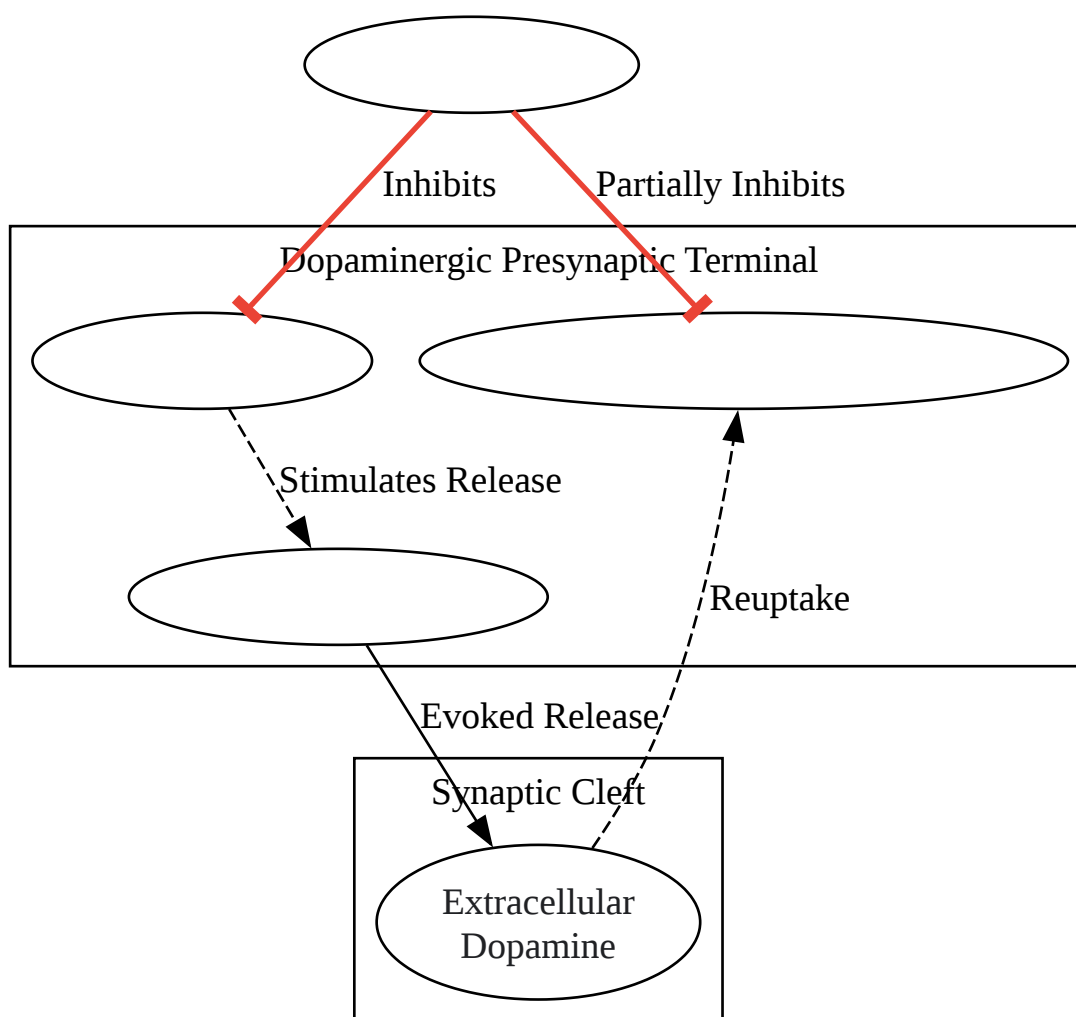 Inhibits
Partially Inhibits
Dopaminergic Presynaptic Terminal
Stimulates Release
Reuptake
Evoked Release
Synaptic Cleft
Extracellular
Dopamine